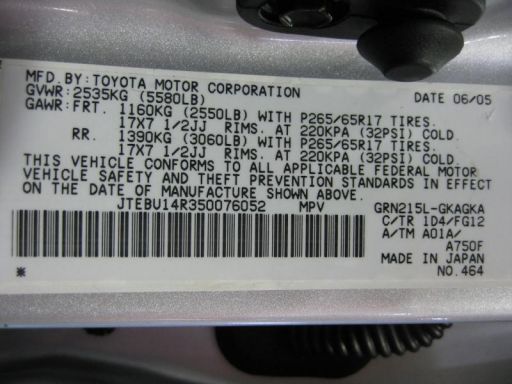 MFD.BY:TOYOTA MOTOR CORPORATION
GVWR:2535KG (5580LB) DATE 06/05
GAWR:FRT. 1160KG (2550LB) WITH P265/65R17 TIRES.
17X7 1/2JJ RIMS. AT 220KPA (32PSI) COLD.
RR. 1390KG (3060LB) WITH P265/65R17 TIRES.
17X7 1/2JJ RIMS. AT 220KPA (32PSI) COLD.
THIS VEHICLE CONFORMS TO ALL APPLICABLE FEDERAL MOTOR
VEHICLE SAFETY AND THEFT PREVENTION STANDARDS IN EFFECT
ON THE DATE OF MANUFACTURE SHOWN ABOVE.
JTEBU14R350076052 MPV GRN215L-GKAGKA
C/TR 1D4/FG12
A/TM A01A/
A750F
MADE IN JAPAN
* NO.464